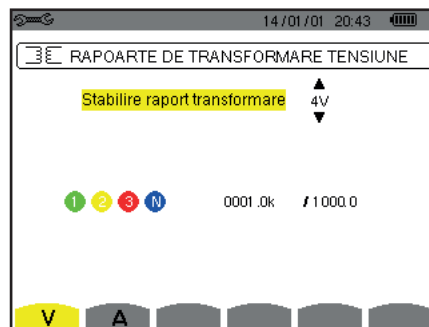 14/01/01 20:43
RAPOARTE DE TRANSFORMARE TENSIUNE
Stabilire raport transformare 4V
1 2 3 N 0001.0k / 1000.0
V A